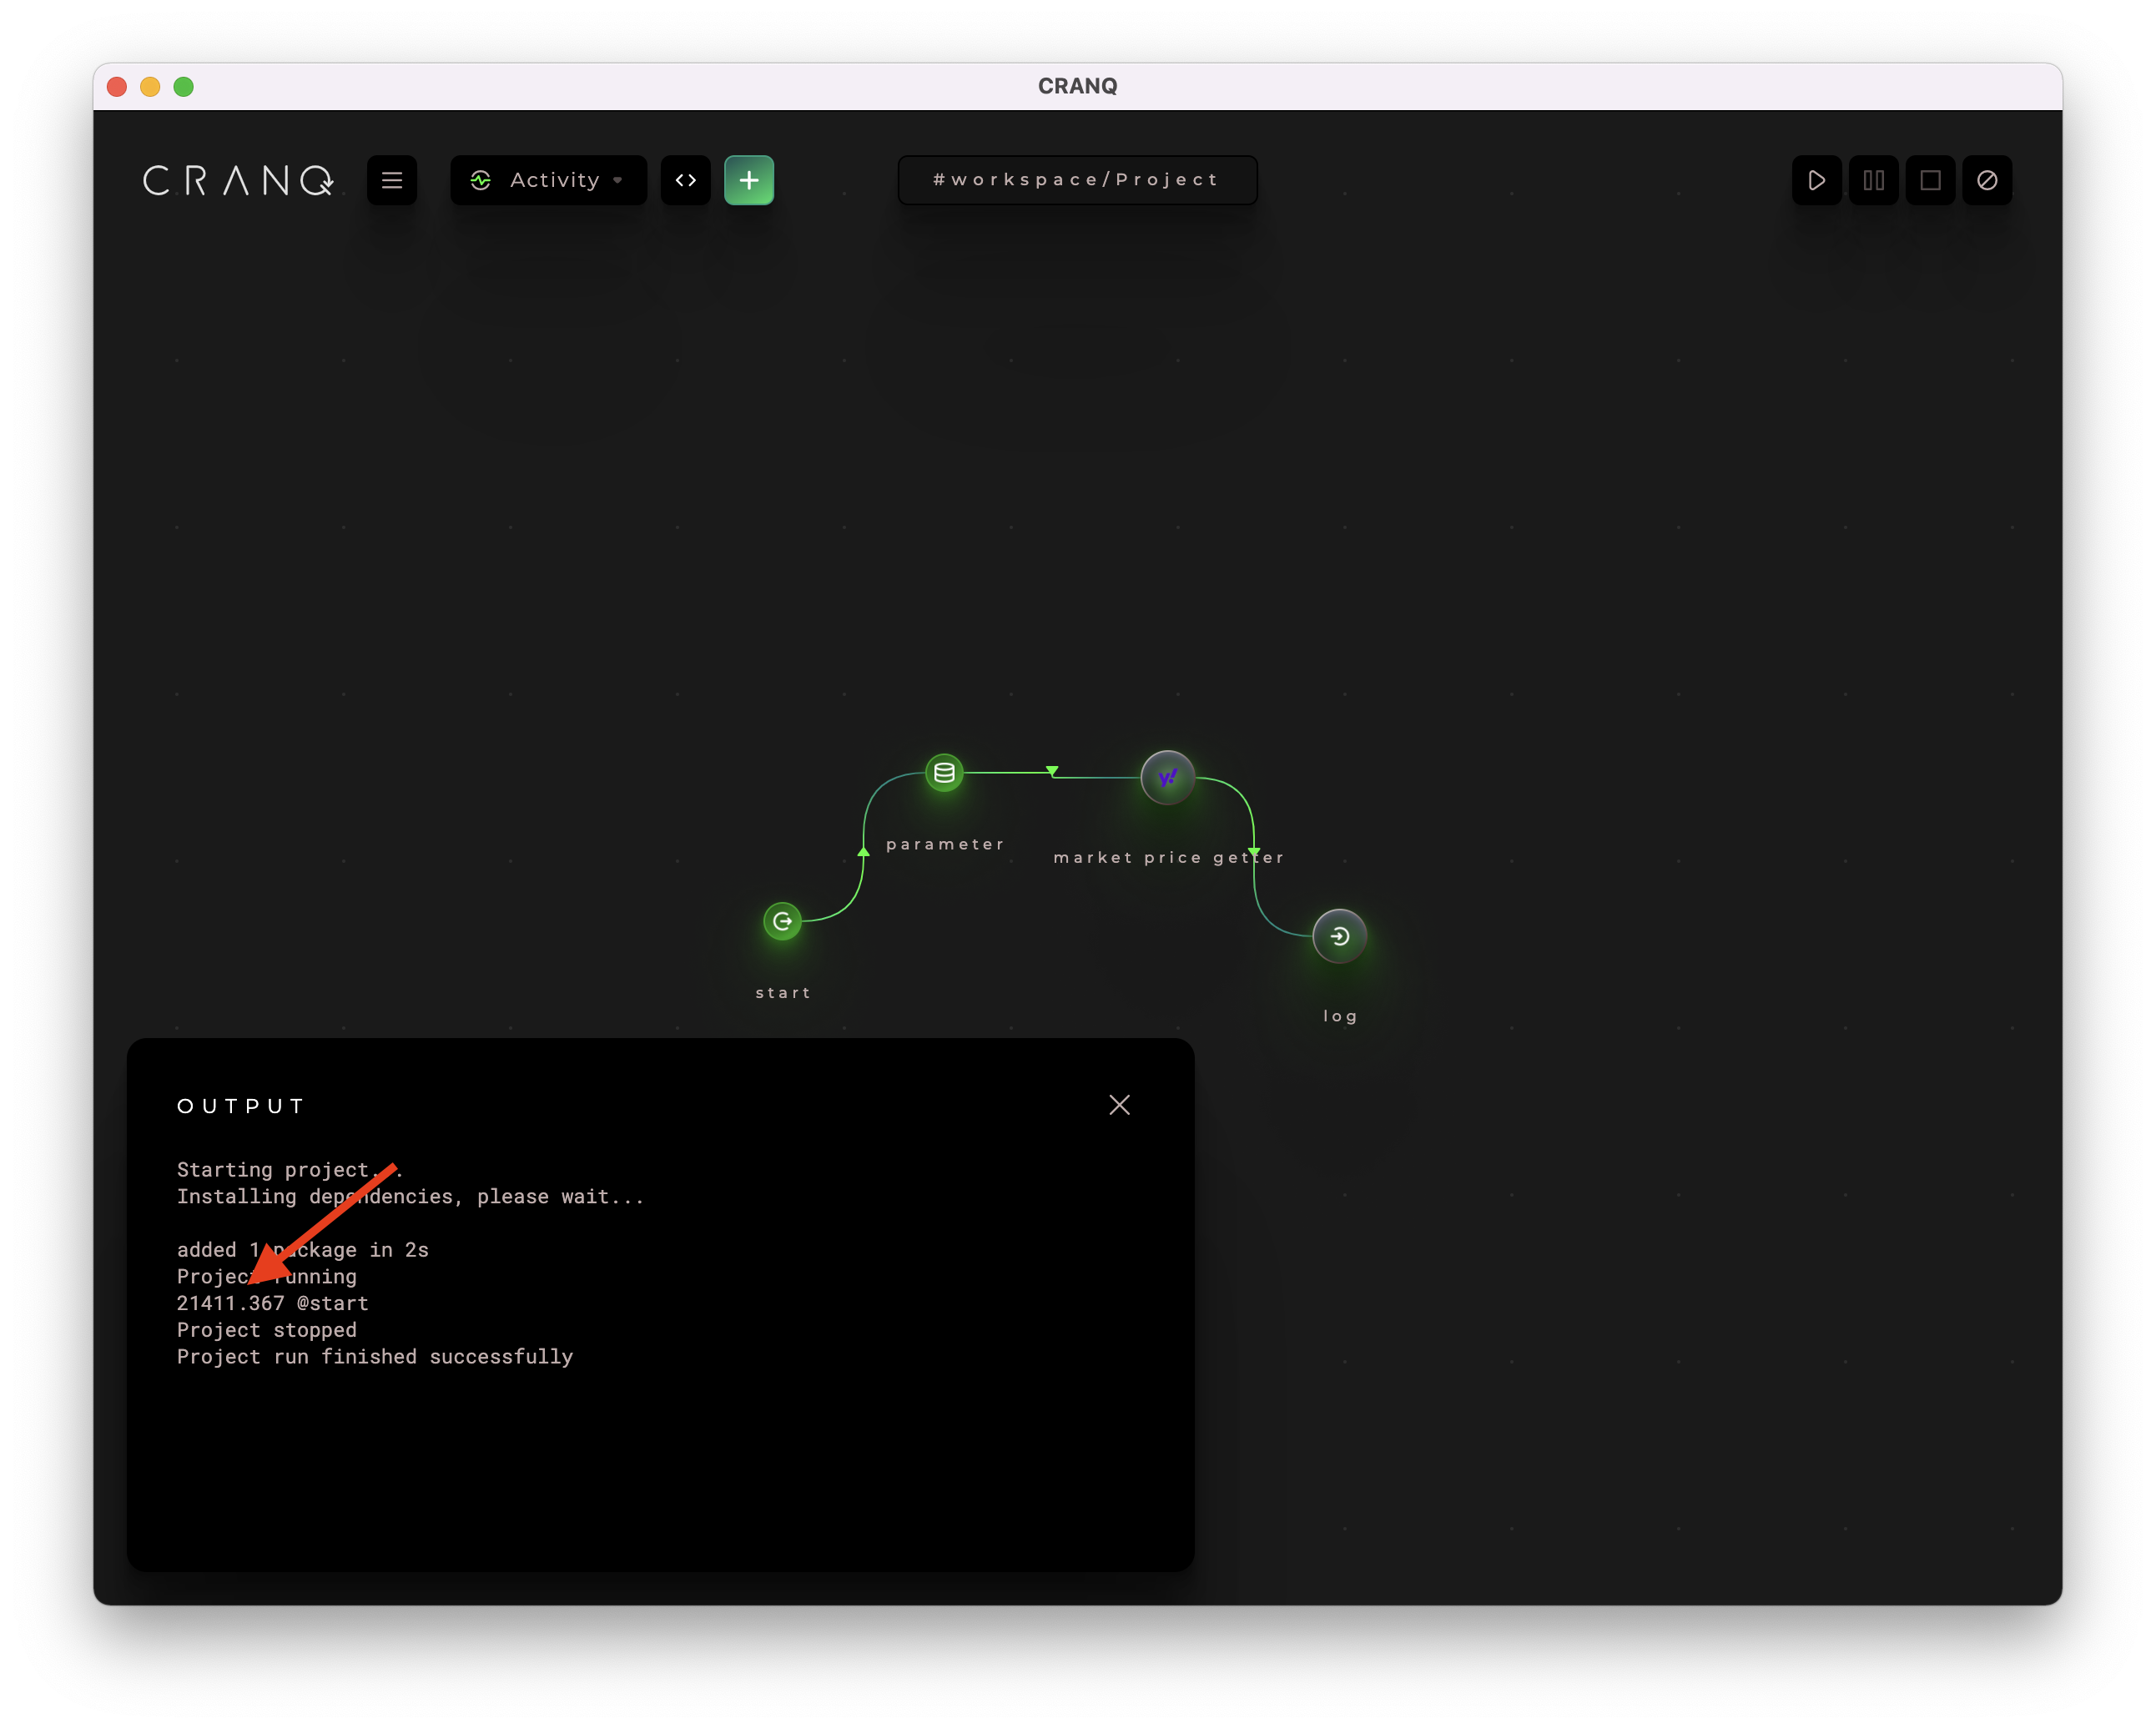 CRANQ
CRANQ
Activity
#workspace/Project
parameter
market price getter
start
log
OUTPUT
Starting project...
Installing dependencies, please wait...
added 1 package in 2s
Project running
21411.367 @start
Project stopped
Project run finished successfully